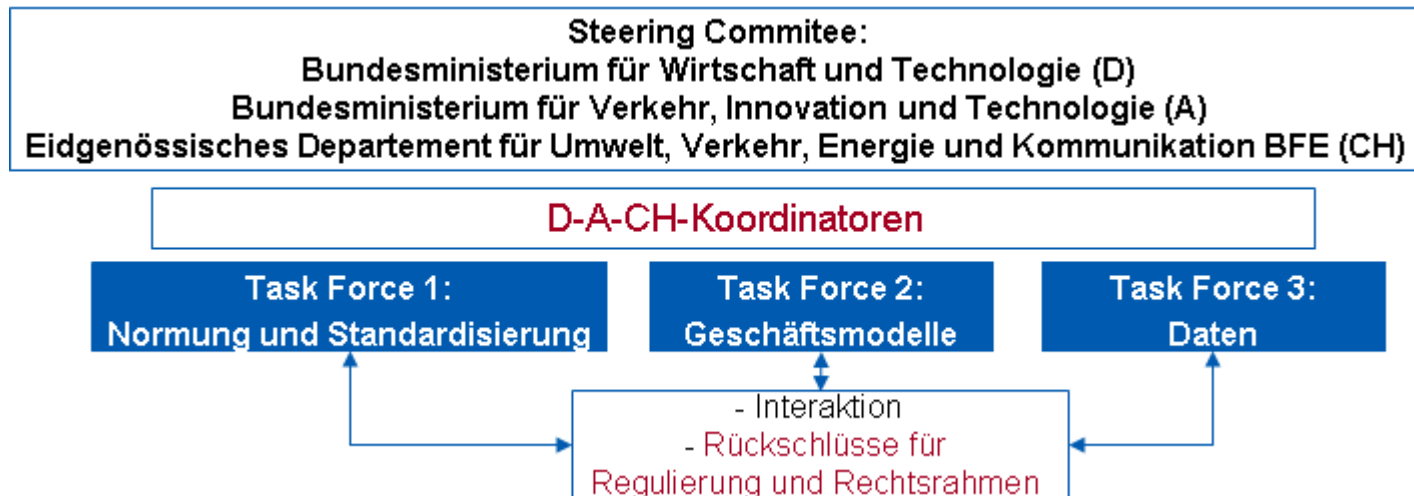 Steering Commitee:
Bundesministerium für Wirtschaft und Technologie (D)
Bundesministerium für Verkehr, Innovation und Technologie (A)
Eidgenössisches Departement für Umwelt, Verkehr, Energie und Kommunikation BFE (CH)
D-A-CH-Koordinatoren
Task Force 1:
Normung und Standardisierung
Task Force 2:
Geschäftsmodelle
Task Force 3:
Daten
- Interaktion
- Rückschlüsse für
Regulierung und Rechtsrahmen